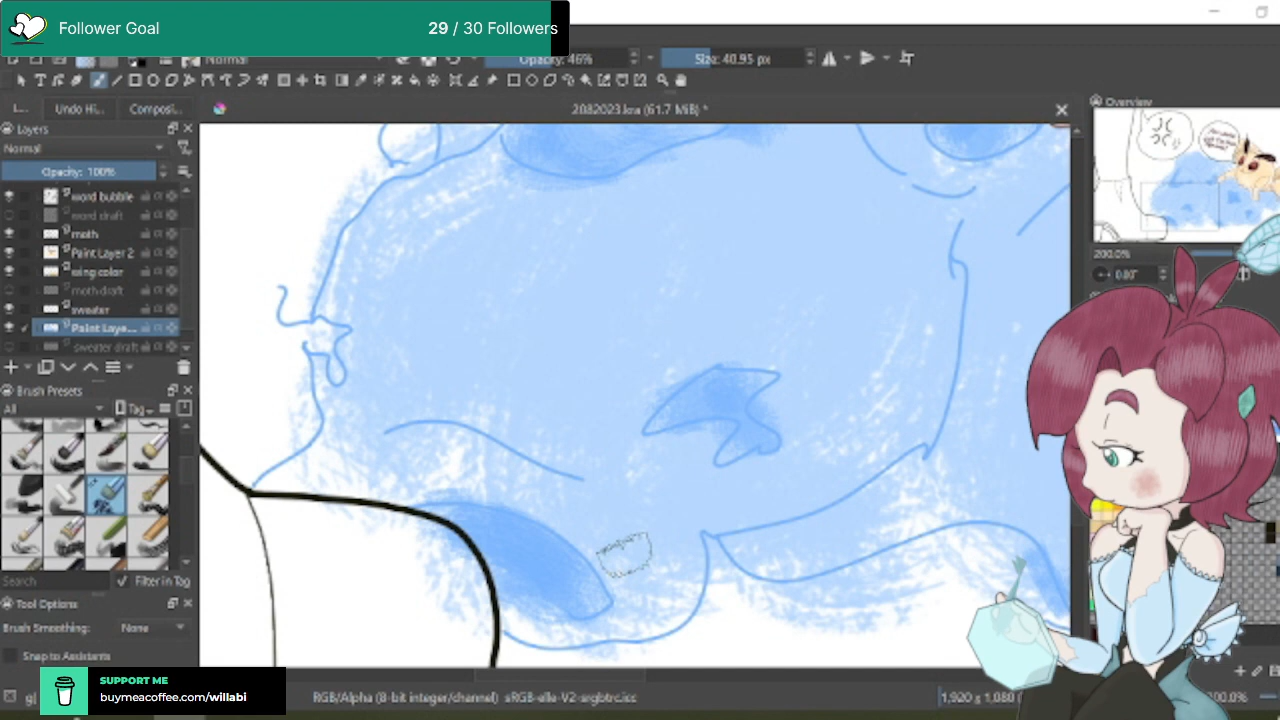 Follower Goal
29 / 30 Followers
Normal
Opacity: 46%
Size: 40.95 px
L...
Undo Hi...
Composi...
2082023.kra (61.7 MiB) *
Overview
Layers
Normal
Opacity: 100%
word bubble
word draft
moth
Paint Layer 2
wing color
moth draft
sweater
Paint Laye...
sweater draft
200.0%
0.00°
Brush Presets
All
Tag
Search
Filter in Tag
Tool Options
Brush Smoothing:
None
Snap to Assistants
SUPPORT ME
buymeacoffee.com/willabi
RGB/Alpha (8-bit integer/channel) sRGB-elle-V2-srgbtrc.icc
1,920 x 1,080 (